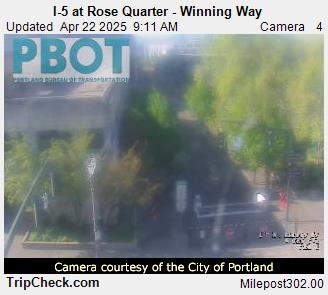 I-5 at Rose Quarter - Winning Way
Updated Apr 22 2025 9:11 AM Camera 4
PBOT
PORTLAND BUREAU OF TRANSPORTATION
Camera courtesy of the City of Portland
TripCheck.com Milepost302.00